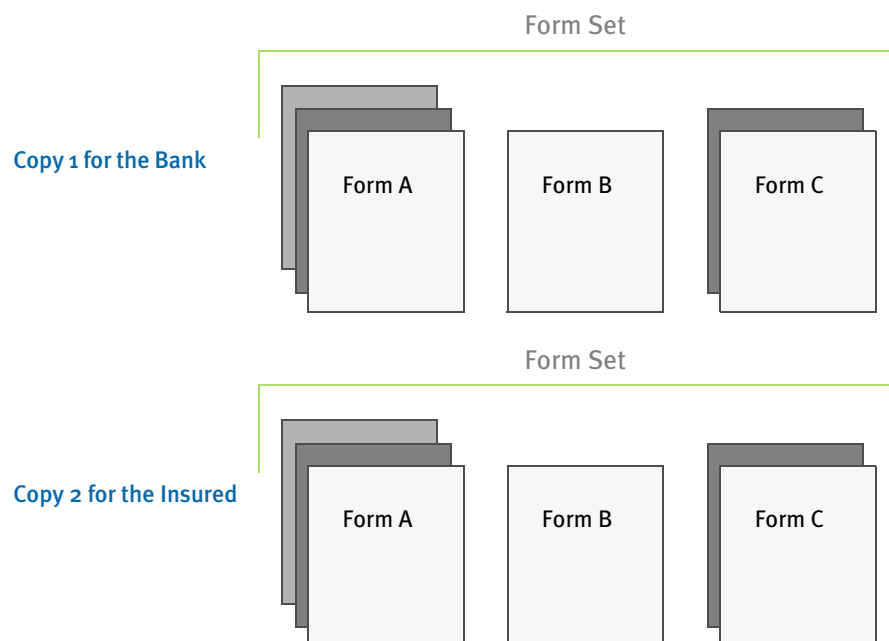 Form Set
Copy 1 for the Bank
Form A
Form B
Form C
Form Set
Copy 2 for the Insured
Form A
Form B
Form C